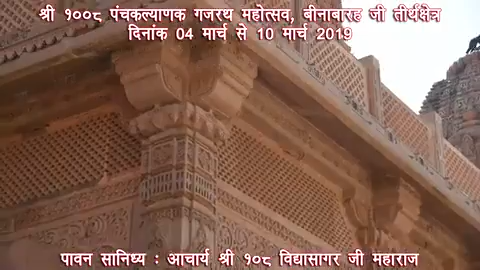 श्री १००८ पंचकल्याणक गजरथ महोत्सव, बीनाबारह जी तीर्थक्षेत्र
दिनांक 04 मार्च से 10 मार्च 2019
पावन सानिध्य : आचार्य श्री १०८ विद्यासागर जी महाराज